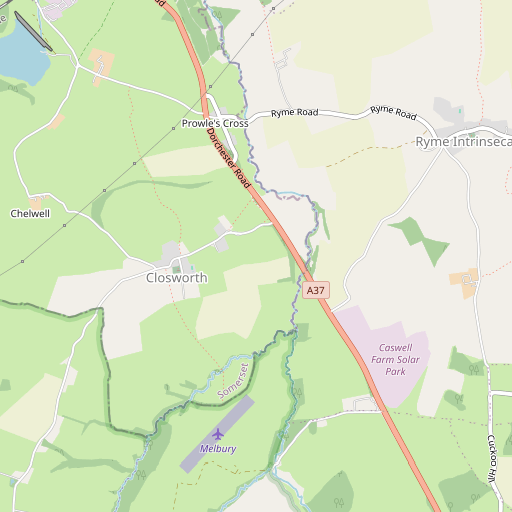 Road
Ryme Road
Ryme Road
Prowle's Cross
Dorchester Road
Ryme Intrinseca
Chelwell
Closworth
A37
Caswell
Farm Solar
Park
Somerset
Melbury
Cuckoo Hill